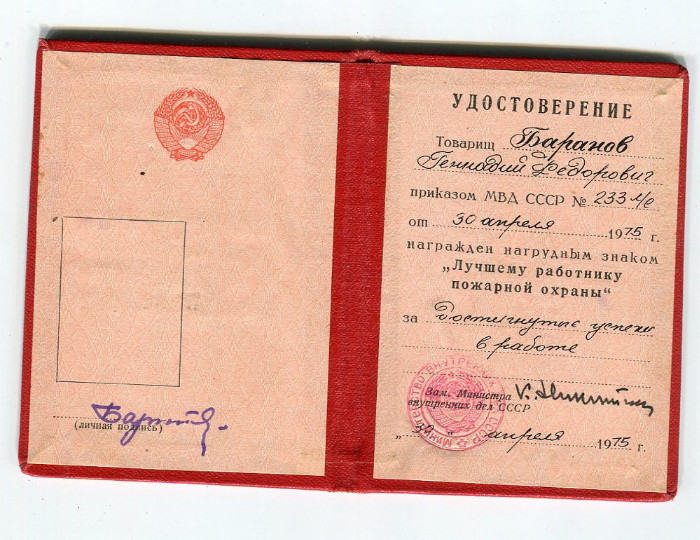 (личная подпись)
УДОСТОВЕРЕНИЕ
Товарищ Баранов
Геннадий Федорович
приказом МВД СССР № 233 л/с
от 30 апреля 1975 г.
награжден нагрудным знаком
„Лучшему работнику
пожарной охраны“
за Достигнутые успехи
в работе
Зам. Министра
внутренних дел СССР
„30“ апреля 1975 г.